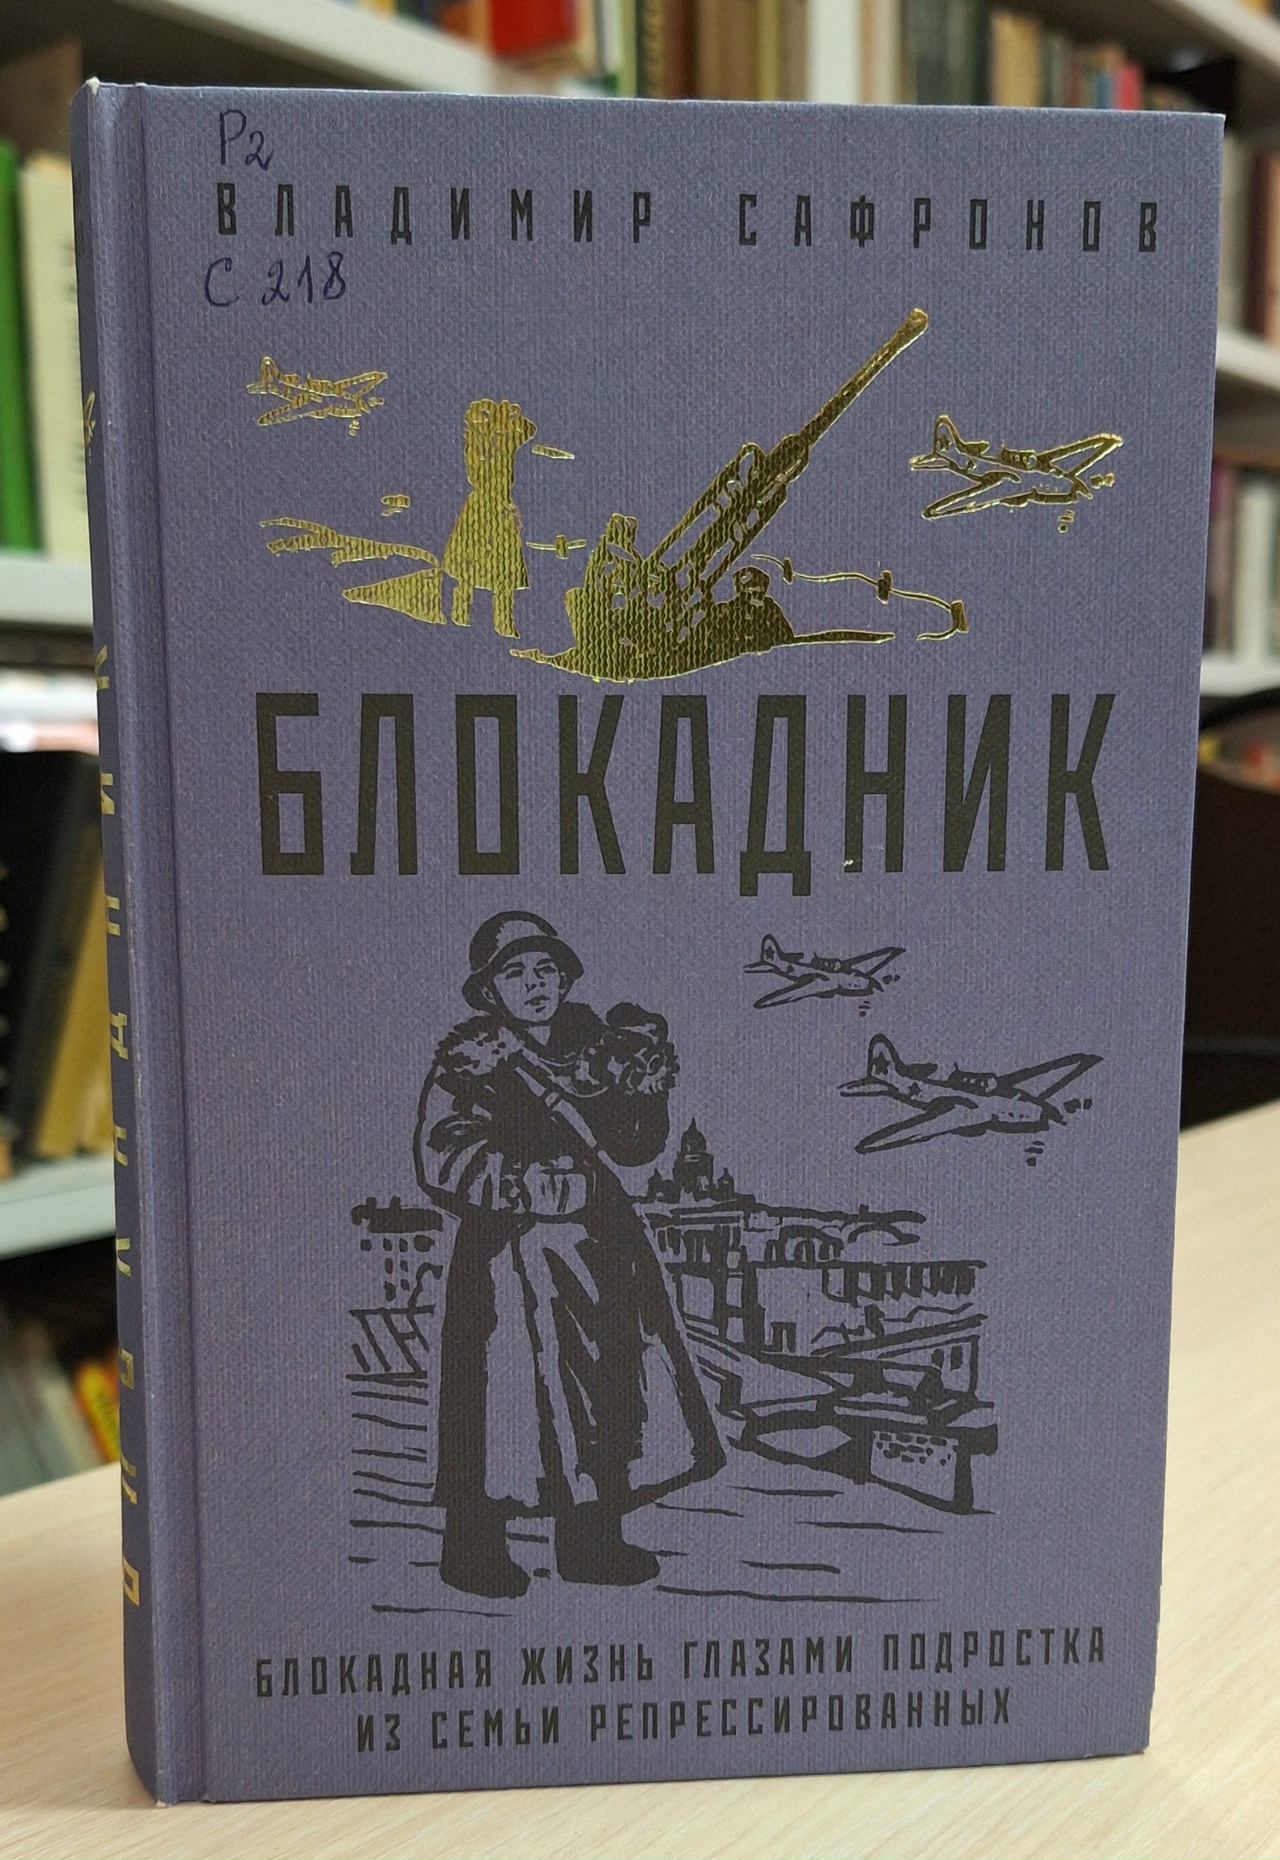 Р2
ВЛАДИМИР САФРОНОВ
С 218
БЛОКАДНИК
БЛОКАДНАЯ ЖИЗНЬ ГЛАЗАМИ ПОДРОСТКА
ИЗ СЕМЬИ РЕПРЕССИРОВАННЫХ